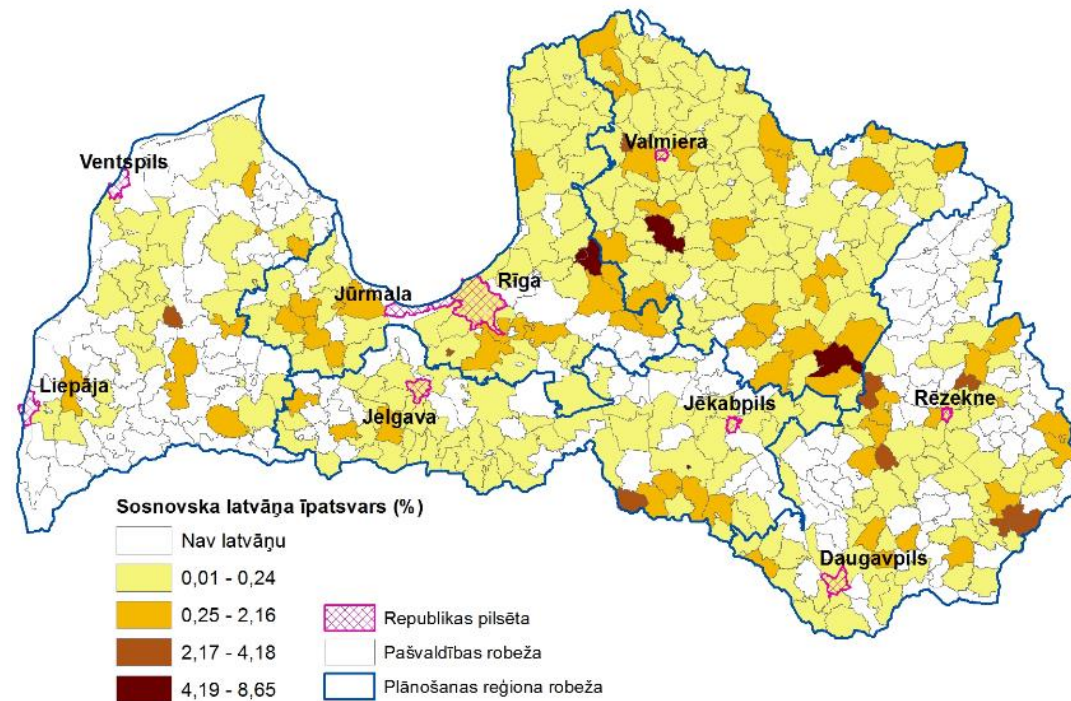 Ventspils
Valmiera
Rīga
Jūrmala
Liepāja
Jelgava
Jēkabpils
Rēzekne
Daugavpils
Sosnovska latvāņa īpatsvars (%)
Nav latvāņu
0,01 - 0,24
0,25 - 2,16
2,17 - 4,18
4,19 - 8,65
Republikas pilsēta
Pašvaldības robeža
Plānošanas reģiona robeža